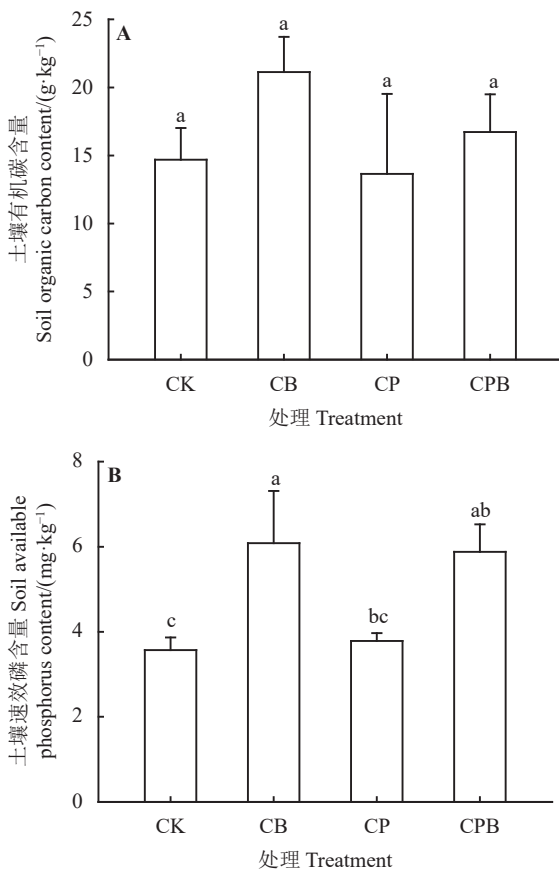 A
土壤有机碳含量
Soil organic carbon content/(g·kg⁻¹)
25
20
15
10
5
0
a
a
a
a
CK
CB
CP
CPB
处理 Treatment
B
土壤速效磷含量 Soil available
phosphorus content/(mg·kg⁻¹)
8
6
4
2
0
c
a
bc
ab
CK
CB
CP
CPB
处理 Treatment